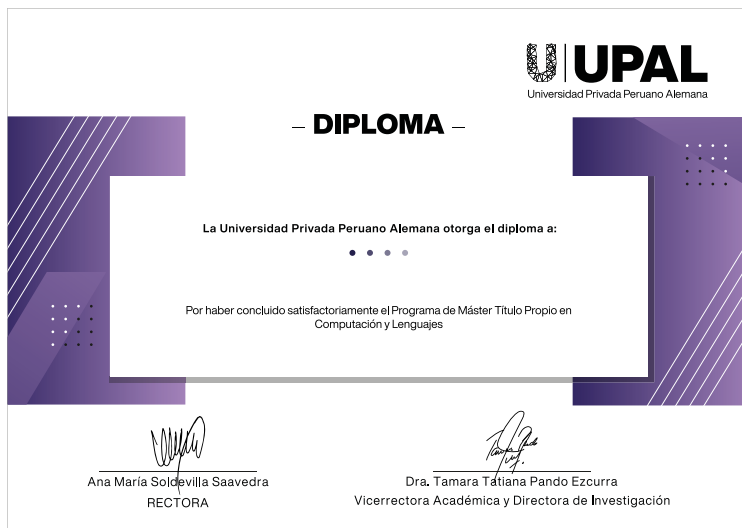 UPAL
Universidad Privada Peruano Alemana
– DIPLOMA –
La Universidad Privada Peruano Alemana otorga el diploma a:
Por haber concluido satisfactoriamente el Programa de Máster Título Propio en
Computación y Lenguajes
Ana María Soldevilla Saavedra
RECTORA
Dra. Tamara Tatiana Pando Ezcurra
Vicerrectora Académica y Directora de Investigación